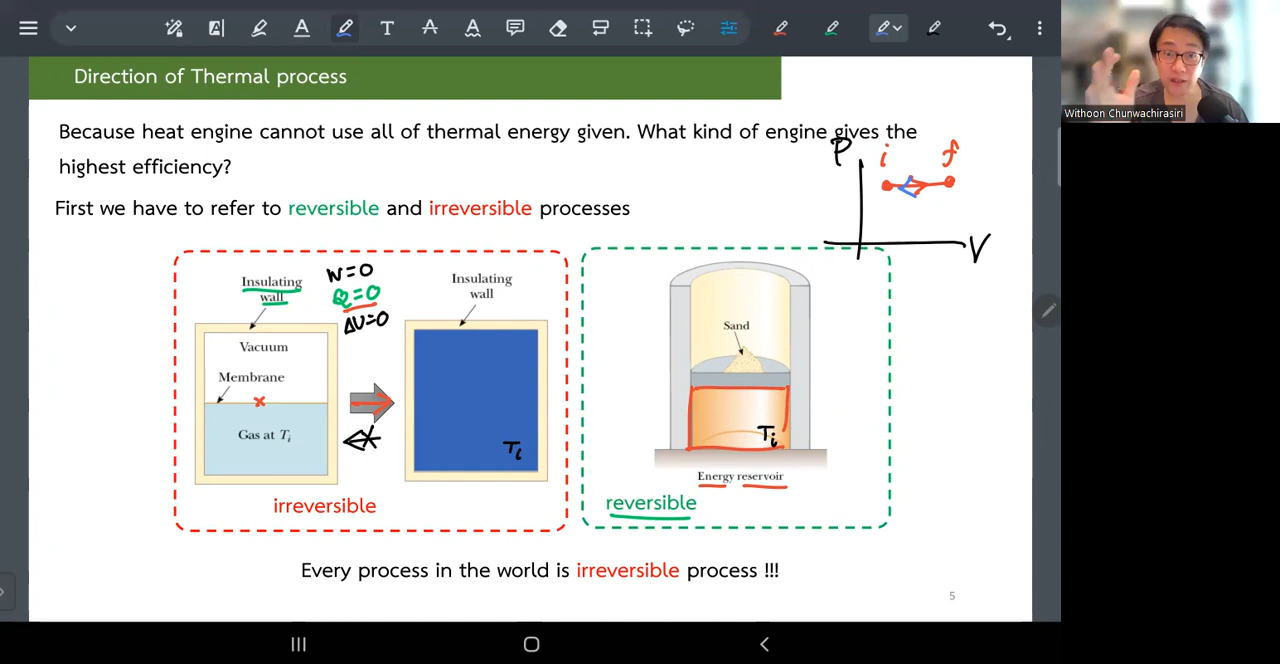 Direction of Thermal process
Because heat engine cannot use all of thermal energy given. What kind of engine gives the
highest efficiency?
First we have to refer to reversible and irreversible processes
P
i
f
V
Insulating
wall
W=0
Q=0
ΔU=0
Vacuum
Membrane
Gas at Ti
Insulating
wall
Ti
irreversible
Sand
Ti
Energy reservoir
reversible
Every process in the world is irreversible process !!!
5
Withoon Chunwachirasiri